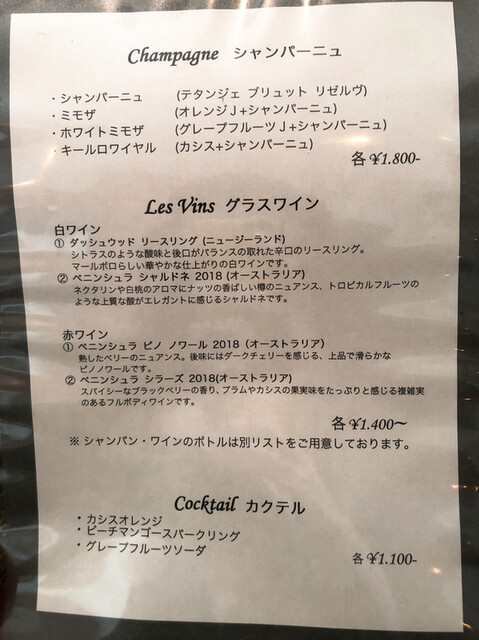 Champagne シャンパーニュ
・シャンパーニュ (テタンジェ ブリュット リゼルヴ)
・ミモザ (オレンジJ+シャンパーニュ)
・ホワイトミモザ (グレープフルーツJ+シャンパーニュ)
・キールロワイヤル (カシス+シャンパーニュ)
各 ¥1.800-
Les Vins グラスワイン
白ワイン
① ダッシュウッド リースリング (ニュージーランド)
シトラスのような酸味と後口がバランスの取れた辛口のリースリング。
マールボロらしい華やかな仕上がりの白ワインです。
② ペニンシュラ シャルドネ 2018 (オーストラリア)
ネクタリンや白桃のアロマにナッツの香ばしい樽のニュアンス、トロピカルフルーツの
ような上質な酸がエレガントに感じるシャルドネです。
赤ワイン
① ペニンシュラ ピノ ノワール 2018 (オーストラリア)
熟したベリーのニュアンス。後味にはダークチェリーを感じる、上品で滑らかな
ピノノワールです。
② ペニンシュラ シラーズ 2018(オーストラリア)
スパイシーなブラックベリーの香り、プラムやカシスの果実味をたっぷりと感じる複雑実
のあるフルボディワインです。
各 ¥1.400〜
※ シャンパン・ワインのボトルは別リストをご用意しております。
Cocktail カクテル
・カシスオレンジ
・ピーチマンゴースパークリング
・グレープフルーツソーダ
各 ¥1.100-